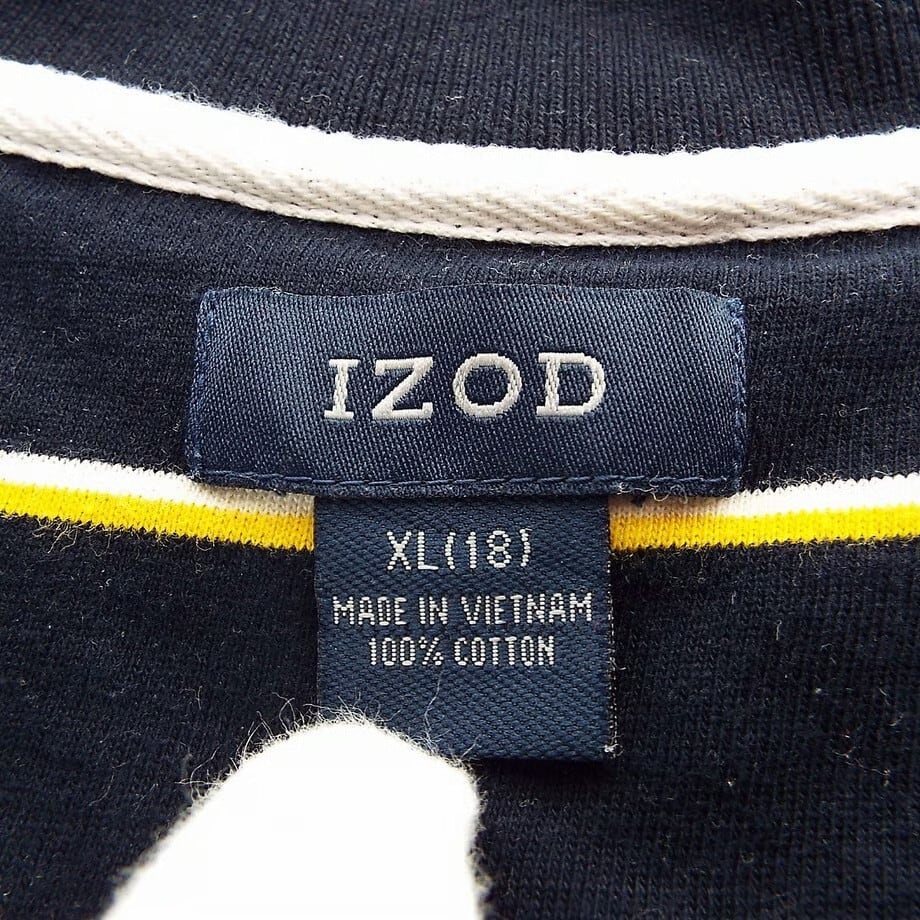 IZOD
XL(18)
MADE IN VIETNAM
100% COTTON